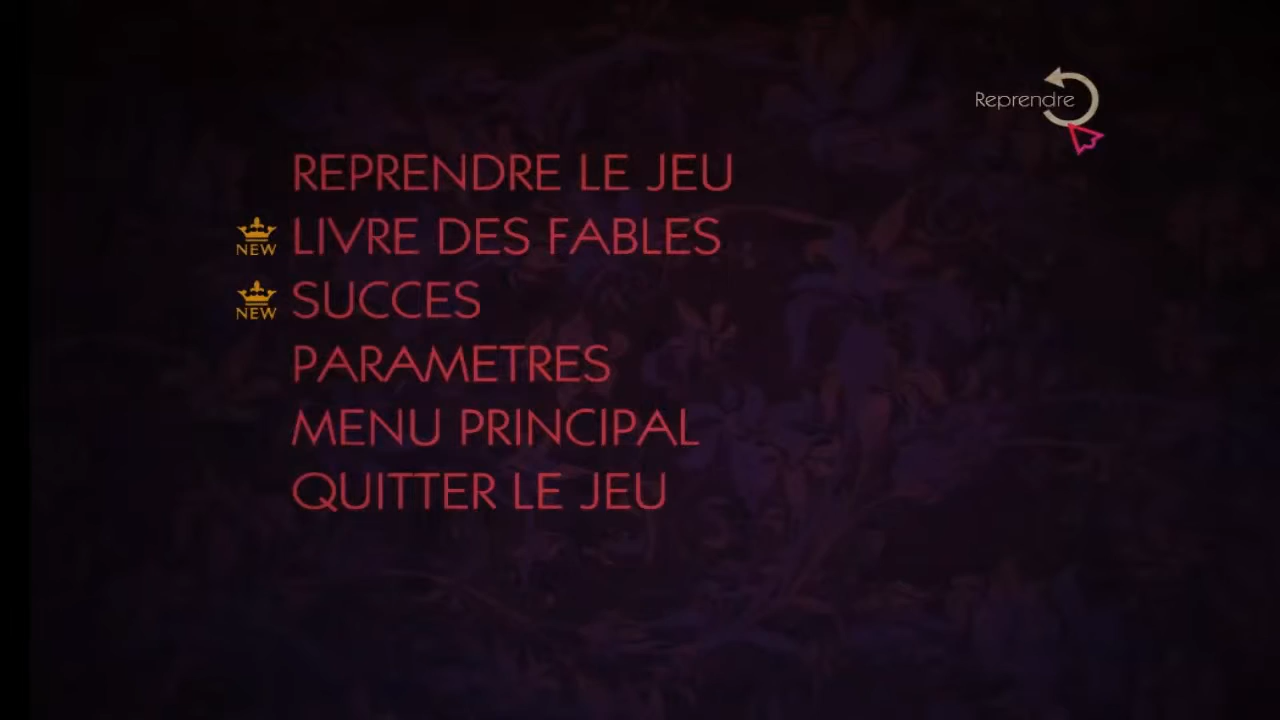 Reprendre
REPRENDRE LE JEU
NEW LIVRE DES FABLES
NEW SUCCES
PARAMETRES
MENU PRINCIPAL
QUITTER LE JEU